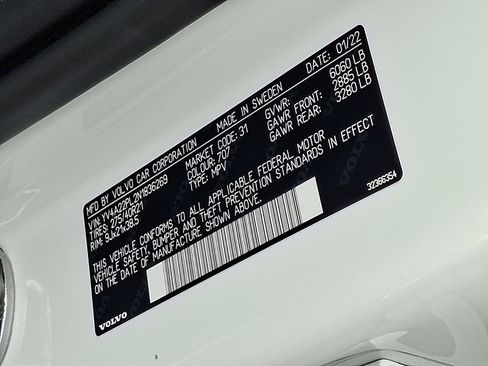 MFD BY VOLVO CAR CORPORATION MADE IN SWEDEN DATE: 01/22
VIN: YV4A22PL2N1836269 MARKET CODE: 31 GVWR: 6060 LB
TIRES: 275/40R21 COLOUR: 707 GAWR FRONT: 2885 LB
RIM: 9Jx21x38.5 TYPE: MPV GAWR REAR: 3280 LB
THIS VEHICLE CONFORMS TO ALL APPLICABLE FEDERAL MOTOR
VEHICLE SAFETY, BUMPER AND THEFT PREVENTION STANDARDS IN EFFECT
ON THE DATE OF MANUFACTURE SHOWN ABOVE.
32366354
VOLVO